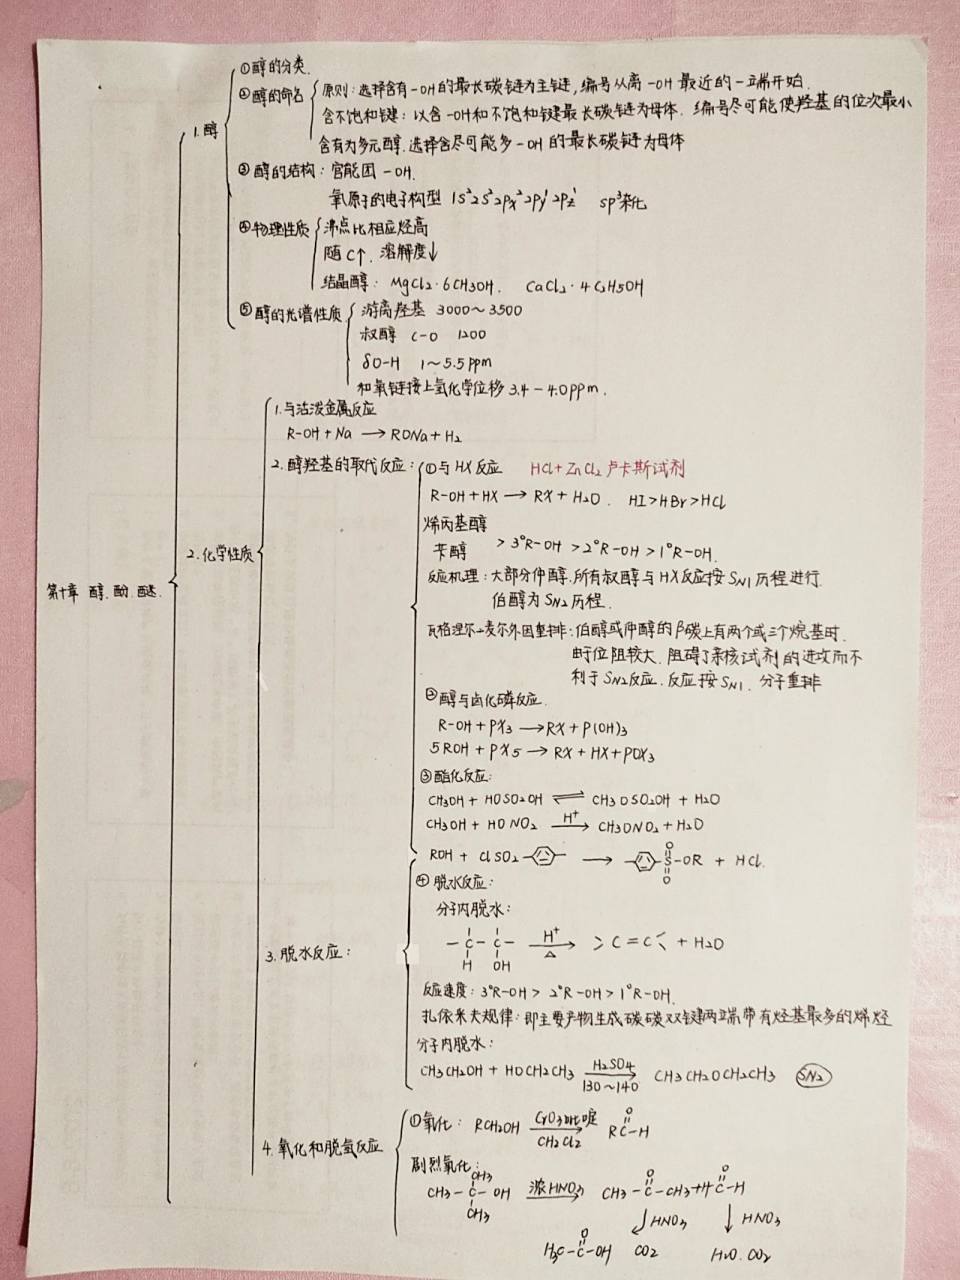 第十章 醇.酚.醚.
1.醇
①醇的分类.
②醇的命名
原则:选择含有-OH的最长碳链为主链,编号从离-OH最近的一端开始.
含不饱和键:以含-OH和不饱和键最长碳链为母体.编号尽可能使羟基的位次最小
含有为多元醇.选择含尽可能多-OH的最长碳链为母体
③醇的结构:官能团-OH.
氧原子的电子构型 1S²2S²2Px²2Py¹2Pz¹ SP³杂化
④物理性质
沸点比相应烃高
随C↑.溶解度↓
结晶醇:MgCl2·6CH3OH. CaCl2·4C2H5OH
⑤醇的光谱性质
游离羟基 3000~3500
叔醇 C-O 1200
δO-H 1~5.5ppm
和氧链接上氢化学位移3.4-4.0ppm.
2.化学性质
1.与活泼金属反应
R-OH+Na→RONa+H2
2.醇羟基的取代反应:
①与HX反应 HCl+ZnCl2卢卡斯试剂
R-OH+HX→RX+H2O. HI>HBr>HCl
烯丙基醇
苄醇 >3°R-OH>2°R-OH>1°R-OH.
反应机理:大部分仲醇.所有叔醇与HX反应按SN1历程进行.
伯醇为SN2历程.
瓦格涅尔-麦尔外因重排:伯醇或仲醇的β碳上有两个或三个烷基时.
由于位阻较大.阻碍了亲核试剂的进攻而不
利于SN2反应.反应按SN1.分子重排
②醇与卤化磷反应.
R-OH+PX3→RX+P(OH)3
5ROH+PX5→RX+HX+POX3
③酯化反应:
CH3OH+HOSO2OH⇌CH3OSO2OH+H2O
CH3OH+HONO2 H⁺→ CH3ONO2+H2O
ROH+ClSO2- → -S-OR+HCl.
O
O
3.脱水反应:
④脱水反应:
分子内脱水:
-C-C- H⁺ △→ >C=C< +H2O
H OH
反应速度:3°R-OH>2°R-OH>1°R-OH.
扎依采夫规律:即主要产物生成碳碳双键两端带有烃基最多的烯烃
分子内脱水:
CH3CH2OH+HOCH2CH3 H2SO4 130~140→ CH3CH2OCH2CH3 SN2
4.氧化和脱氢反应
①氧化:RCH2OH CrO3吡啶 CH2Cl2→ RC-H
O
剧烈氧化:
CH3
CH3-C-OH 浓HNO3→ CH3-C-CH3+H-C-H
O O
CH3
↓HNO3 ↓HNO3
O
H3C-C-OH CO2 H2O.CO2